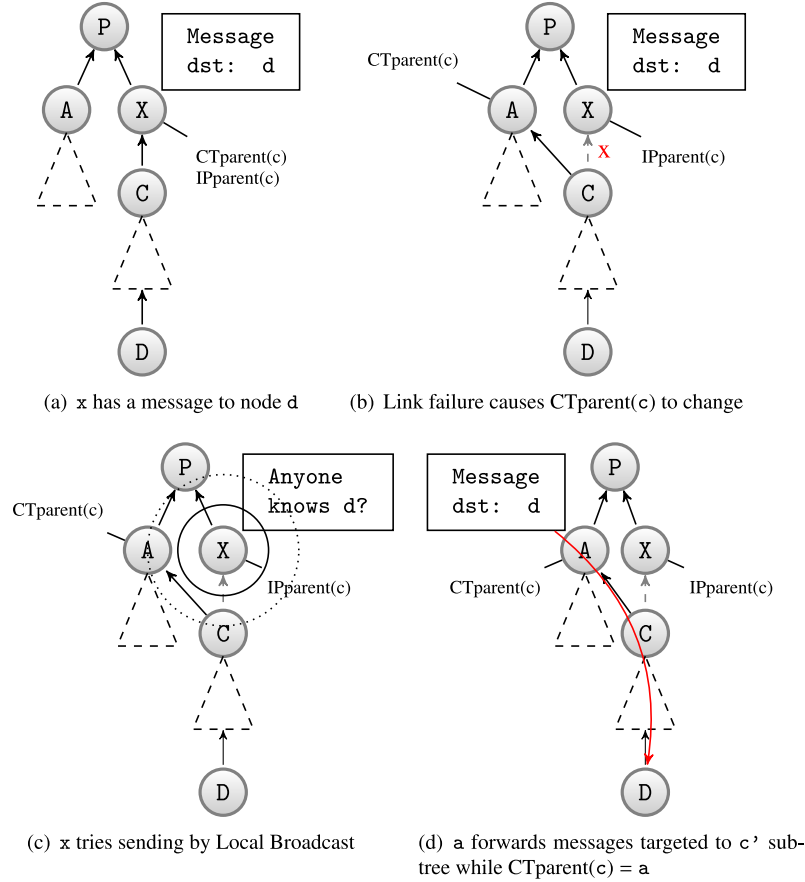 P
Message
dst: d
A
X
CTparent(c)
IPparent(c)
C
D
(a) x has a message to node d
P
Message
dst: d
CTparent(c)
A
X
IPparent(c)
X
C
D
(b) Link failure causes CTparent(c) to change
P
Anyone
knows d?
CTparent(c)
A
X
IPparent(c)
C
D
(c) x tries sending by Local Broadcast
Message
dst: d
P
A
X
CTparent(c)
IPparent(c)
C
D
(d) a forwards messages targeted to c' sub-
tree while CTparent(c) = a